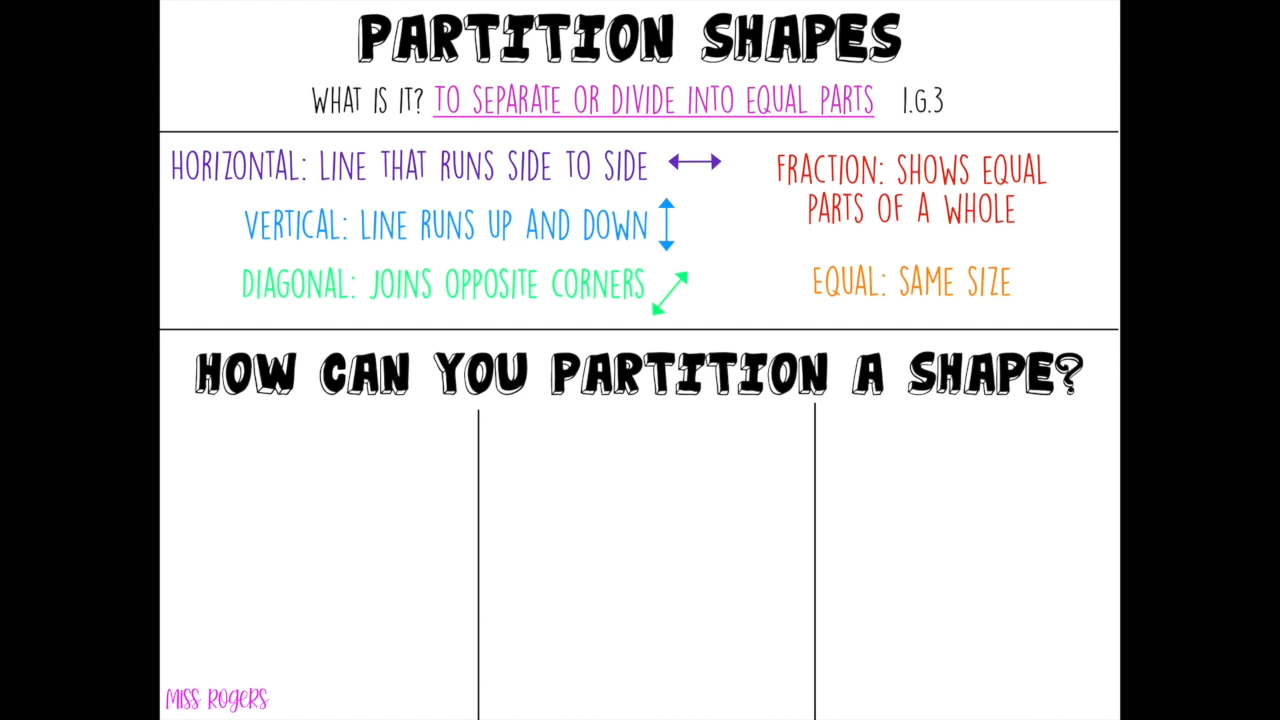 PARTITION SHAPES
WHAT IS IT? TO SEPARATE OR DIVIDE INTO EQUAL PARTS 1.G.3
HORIZONTAL: LINE THAT RUNS SIDE TO SIDE
VERTICAL: LINE RUNS UP AND DOWN
DIAGONAL: JOINS OPPOSITE CORNERS
FRACTION: SHOWS EQUAL
PARTS OF A WHOLE
EQUAL: SAME SIZE
HOW CAN YOU PARTITION A SHAPE?
MISS ROGERS